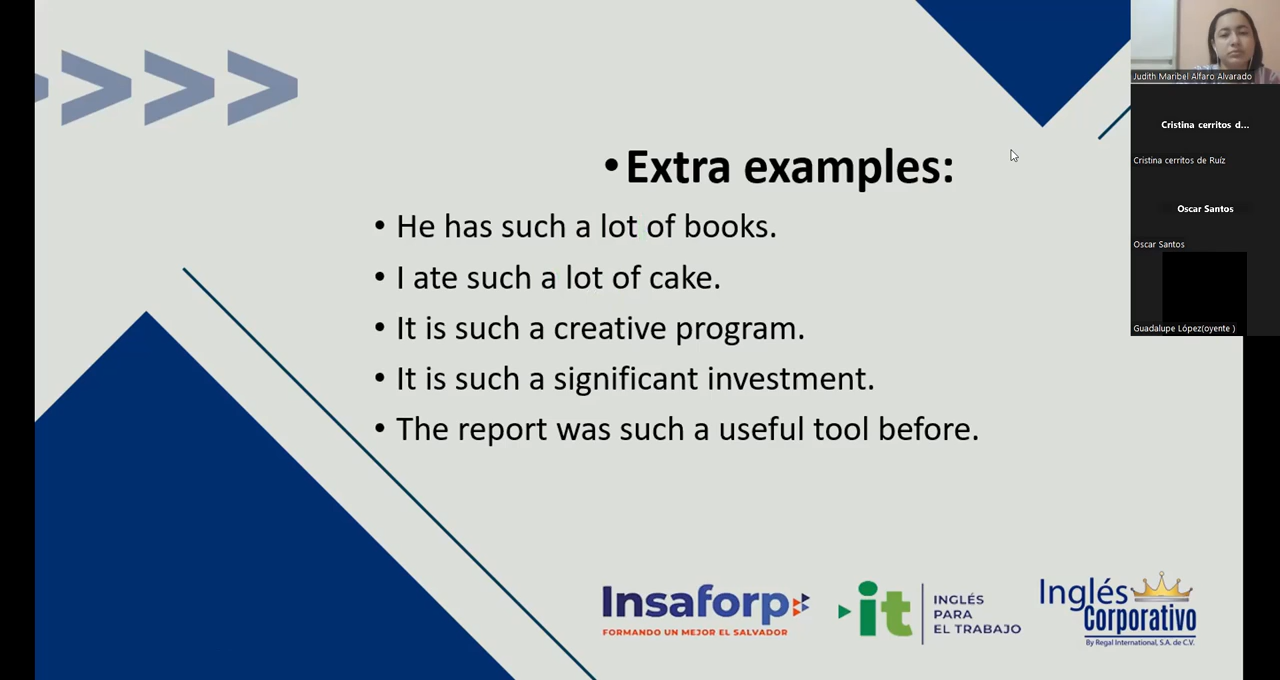 •Extra examples:
• He has such a lot of books.
• I ate such a lot of cake.
• It is such a creative program.
• It is such a significant investment.
• The report was such a useful tool before.
Insaforp
FORMANDO UN MEJOR EL SALVADOR
it
INGLÉS
PARA
EL TRABAJO
Inglés
Corporativo
By Regal International, S.A. de C.V.
Judith Maribel Alfaro Alvarado
Cristina cerritos d...
Cristina cerritos de Ruíz
Oscar Santos
Oscar Santos
Guadalupe López(oyente )